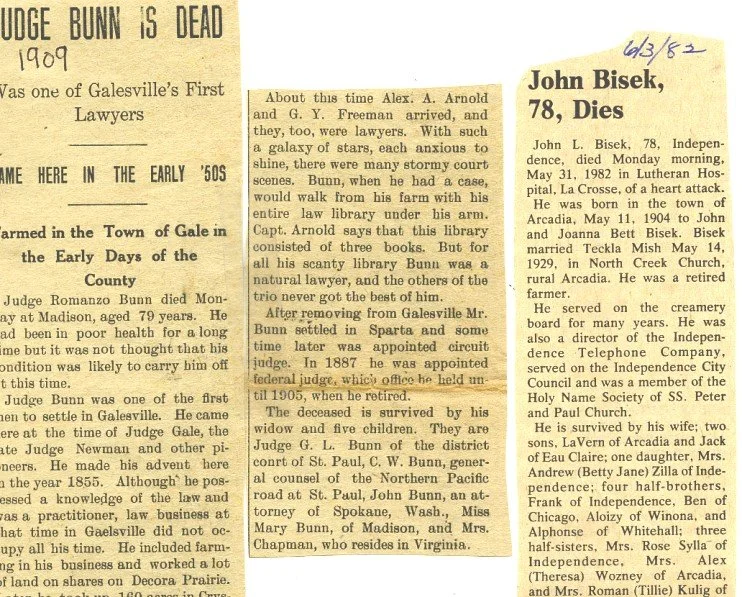 UDGE BUNN IS DEAD
1909
Was one of Galesville's First
Lawyers
AME HERE IN THE EARLY '50S
Farmed in the Town of Gale in
the Early Days of the
County
Judge Romanzo Bunn died Mon-
ay at Madison, aged 79 years. He
ad been in poor health for a long
ime but it was not thought that his
ondition was likely to carry him off
t this time.
Judge Bunn was one of the first
men to settle in Galesville. He came
ere at the time of Judge Gale, the
ate Judge Newman and other pi-
oneers. He made his advent here
n the year 1855. Although he pos-
essed a knowledge of the law and
was a practitioner, law business at
hat time in Gaelsville did not oc-
upy all his time. He included farm-
ng in his business and worked a lot
of land on shares on Decora Prairie.
160 acres in
About this time Alex. A. Arnold
and G. Y. Freeman arrived, and
they, too, were lawyers. With such
a galaxy of stars, each anxious to
shine, there were many stormy court
scenes. Bunn, when he had a case,
would walk from his farm with his
entire law library under his arm.
Capt. Arnold says that this library
consisted of three books. But for
all his scanty library Bunn was a
natural lawyer, and the others of the
trio never got the best of him.
After removing from Galesville Mr.
Bunn settled in Sparta and some
time later was appointed circuit
judge. In 1887 he was appointed
federal judge, which office he held un-
til 1905, when he retired.
The deceased is survived by his
widow and five children. They are
Judge G. L. Bunn of the district
conrt of St. Paul, C. W. Bunn, gener-
al counsel of the Northern Pacific
road at St. Paul, John Bunn, an at-
torney of Spokane, Wash., Miss
Mary Bunn, of Madison, and Mrs.
Chapman, who resides in Virginia.
6/3/82
John Bisek,
78, Dies
John L. Bisek, 78, Indepen-
dence, died Monday morning,
May 31, 1982 in Lutheran Hos-
pital, La Crosse, of a heart attack.
He was born in the town of
Arcadia, May 11, 1904 to John
and Joanna Bett Bisek. Bisek
married Teckla Mish May 14,
1929, in North Creek Church,
rural Arcadia. He was a retired
farmer.
He served on the creamery
board for many years. He was
also a director of the Indepen-
dence Telephone Company,
served on the Independence City
Council and was a member of the
Holy Name Society of SS. Peter
and Paul Church.
He is survived by his wife; two
sons, LaVern of Arcadia and Jack
of Eau Claire; one daughter, Mrs.
Andrew (Betty Jane) Zilla of Inde-
pendence; four half-brothers,
Frank of Independence, Ben of
Chicago, Aloizy of Winona, and
Alphonse of Whitehall; three
half-sisters, Mrs. Rose Sylla of
Independence, Mrs. Alex
(Theresa) Wozney of Arcadia,
and Mrs. Roman (Tillie) Kulig of